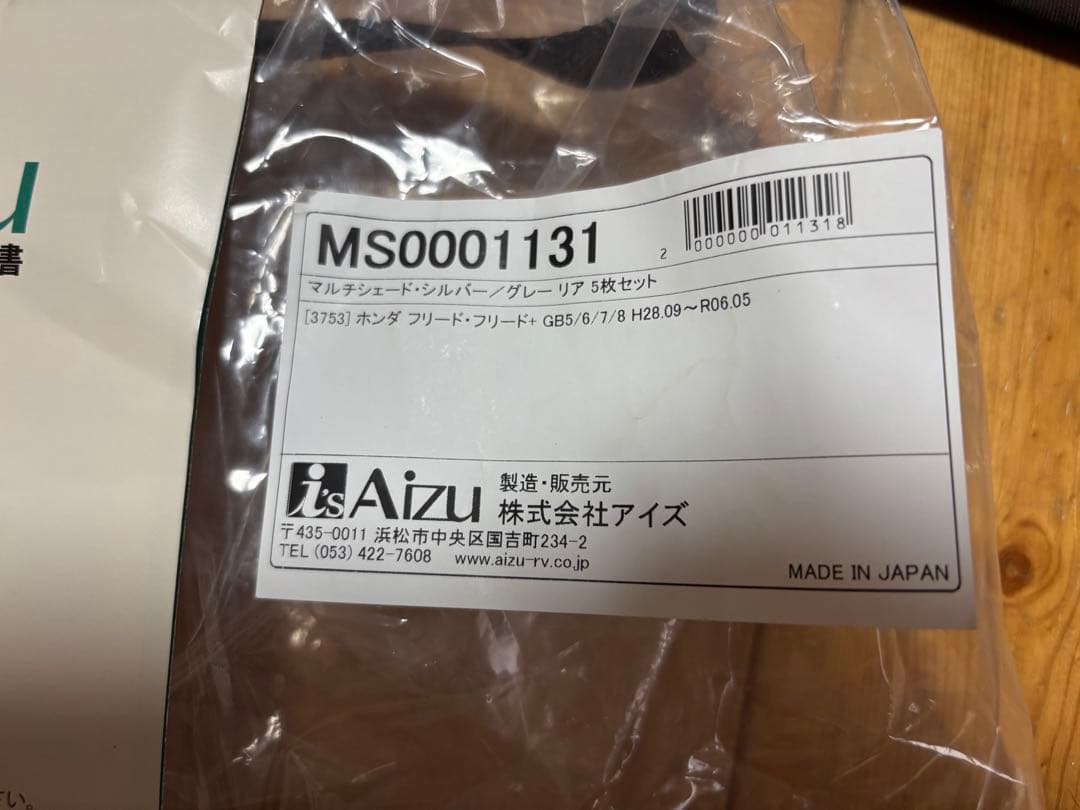 u
書
MS0001131
2 000000 011318
マルチシェード・シルバー／グレー リア 5枚セット
[3753] ホンダ フリード・フリード+ GB5/6/7/8 H28.09～R06.05
i's Aizu
製造・販売元
株式会社アイズ
〒435-0011 浜松市中央区国吉町234-2
TEL (053) 422-7608 www.aizu-rv.co.jp
MADE IN JAPAN
さい。